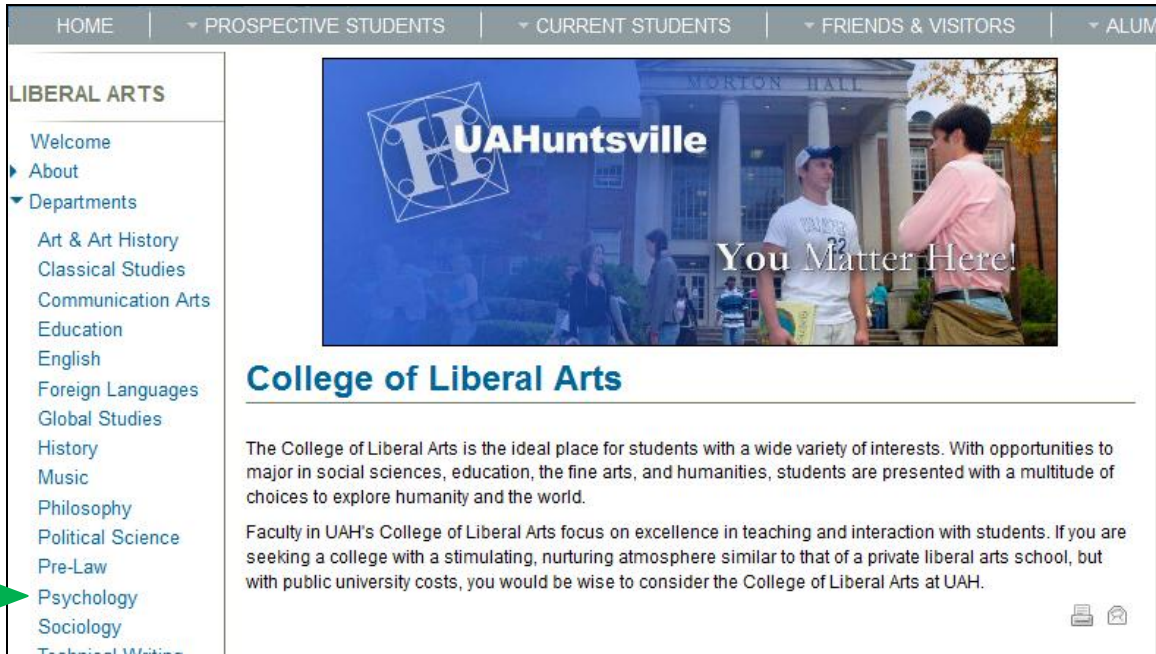 HOME
PROSPECTIVE STUDENTS
CURRENT STUDENTS
FRIENDS & VISITORS
ALUM
LIBERAL ARTS
Welcome
About
Departments
Art & Art History
Classical Studies
Communication Arts
Education
English
Foreign Languages
Global Studies
History
Music
Philosophy
Political Science
Pre-Law
Psychology
Sociology
Technical Writing
MORTON HALL
H
UAHuntsville
You Matter Here!
College of Liberal Arts
The College of Liberal Arts is the ideal place for students with a wide variety of interests. With opportunities to
major in social sciences, education, the fine arts, and humanities, students are presented with a multitude of
choices to explore humanity and the world.
Faculty in UAH's College of Liberal Arts focus on excellence in teaching and interaction with students. If you are
seeking a college with a stimulating, nurturing atmosphere similar to that of a private liberal arts school, but
with public university costs, you would be wise to consider the College of Liberal Arts at UAH.